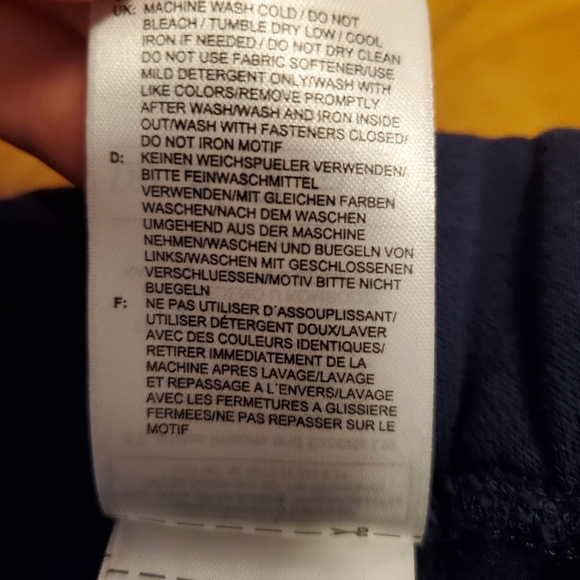 UK: MACHINE WASH COLD / DO NOT
BLEACH / TUMBLE DRY LOW / COOL
IRON IF NEEDED / DO NOT DRY CLEAN
DO NOT USE FABRIC SOFTENER/USE
MILD DETERGENT ONLY/WASH WITH
LIKE COLORS/REMOVE PROMPTLY
AFTER WASH/WASH AND IRON INSIDE
OUT/WASH WITH FASTENERS CLOSED/
DO NOT IRON MOTIF
D: KEINEN WEICHSPUELER VERWENDEN/
BITTE FEINWASCHMITTEL
VERWENDEN/MIT GLEICHEN FARBEN
WASCHEN/NACH DEM WASCHEN
UMGEHEND AUS DER MASCHINE
NEHMEN/WASCHEN UND BUEGELN VON
LINKS/WASCHEN MIT GESCHLOSSENEN
VERSCHLUESSEN/MOTIV BITTE NICHT
BUEGELN
F: NE PAS UTILISER D'ASSOUPLISSANT/
UTILISER DÉTERGENT DOUX/LAVER
AVEC DES COULEURS IDENTIQUES/
RETIRER IMMEDIATEMENT DE LA
MACHINE APRES LAVAGE/LAVAGE
ET REPASSAGE A L'ENVERS/LAVAGE
AVEC LES FERMETURES A GLISSIERE
FERMEES/NE PAS REPASSER SUR LE
MOTIF